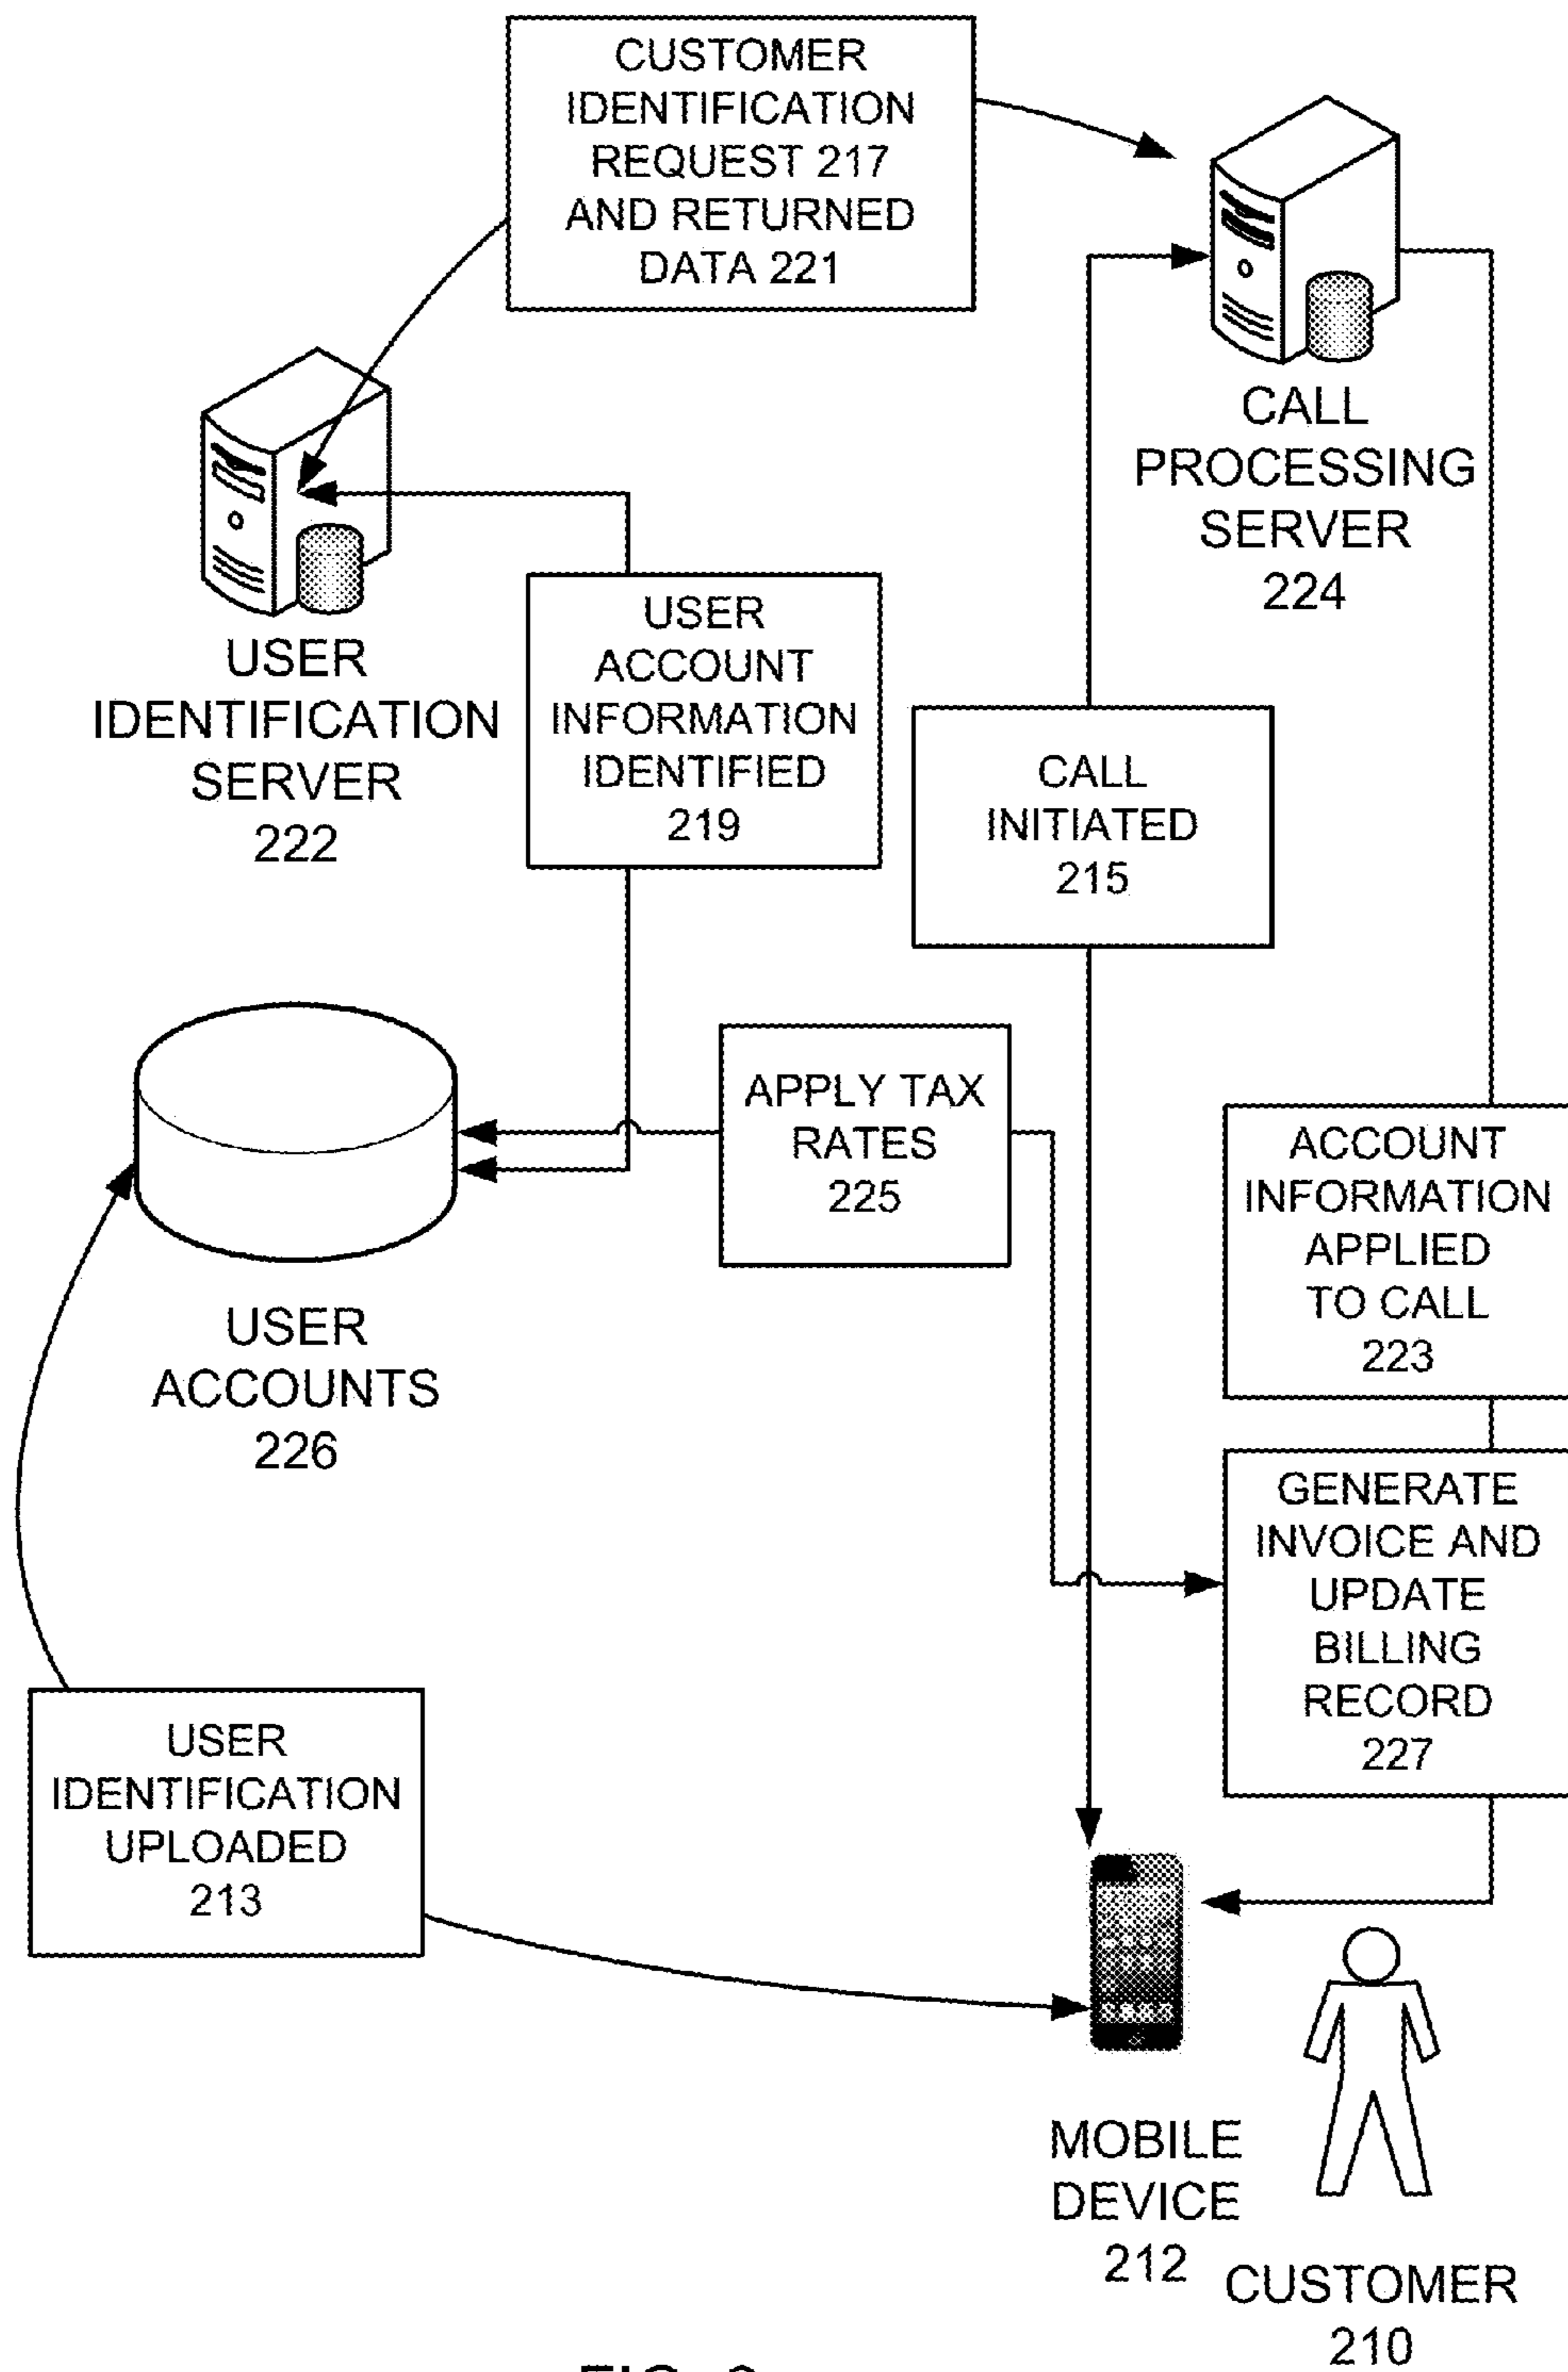 CUSTOMER
IDENTIFICATION
REQUEST 217
AND RETURNED
DATA 221
CALL
PROCESSING
SERVER
224
USER
IDENTIFICATION
SERVER
222
USER
ACCOUNT
INFORMATION
IDENTIFIED
219
CALL
INITIATED
215
USER
ACCOUNTS
226
APPLY TAX
RATES
225
ACCOUNT
INFORMATION
APPLIED
TO CALL
223
GENERATE
INVOICE AND
UPDATE
BILLING
RECORD
227
USER
IDENTIFICATION
UPLOADED
213
MOBILE
DEVICE
212
CUSTOMER
210